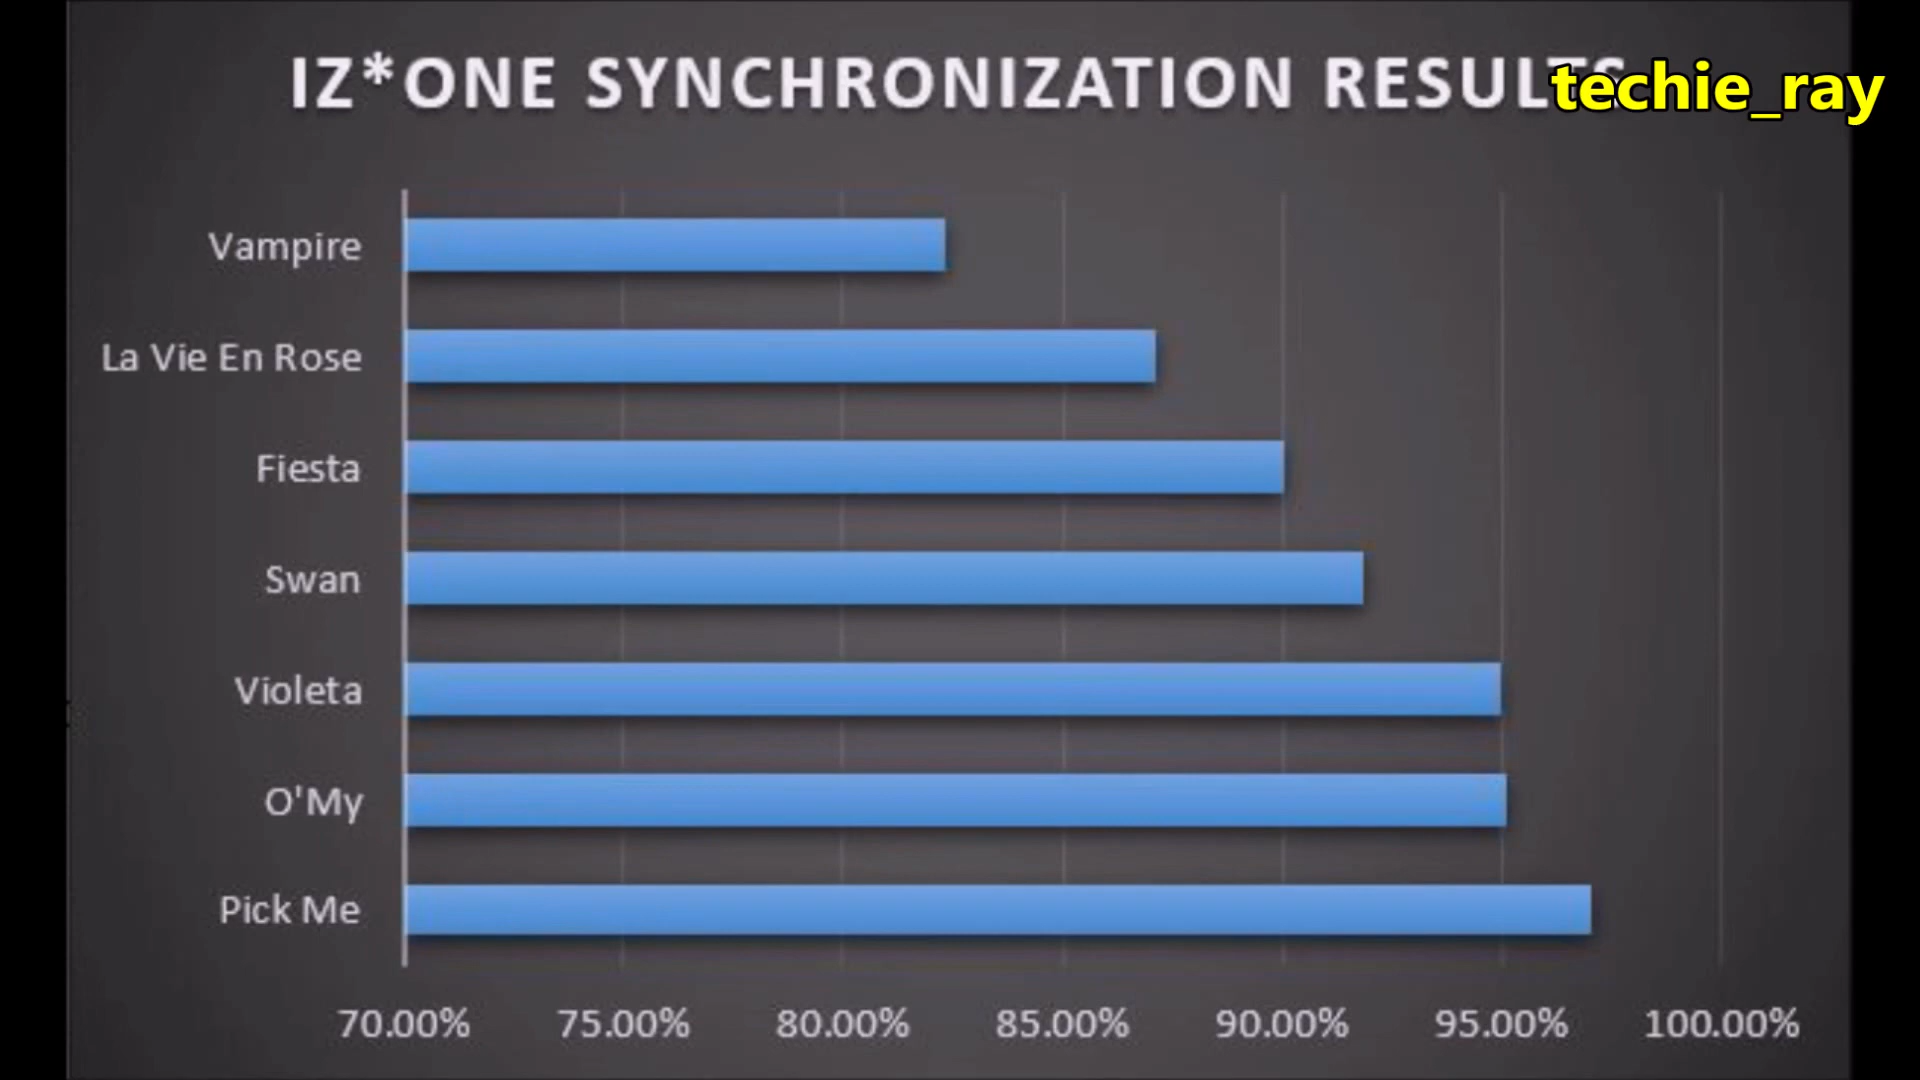 IZ*ONE SYNCHRONIZATION RESULTS
techie_ray
Vampire
La Vie En Rose
Fiesta
Swan
Violeta
O'My
Pick Me
70.00% 75.00% 80.00% 85.00% 90.00% 95.00% 100.00%